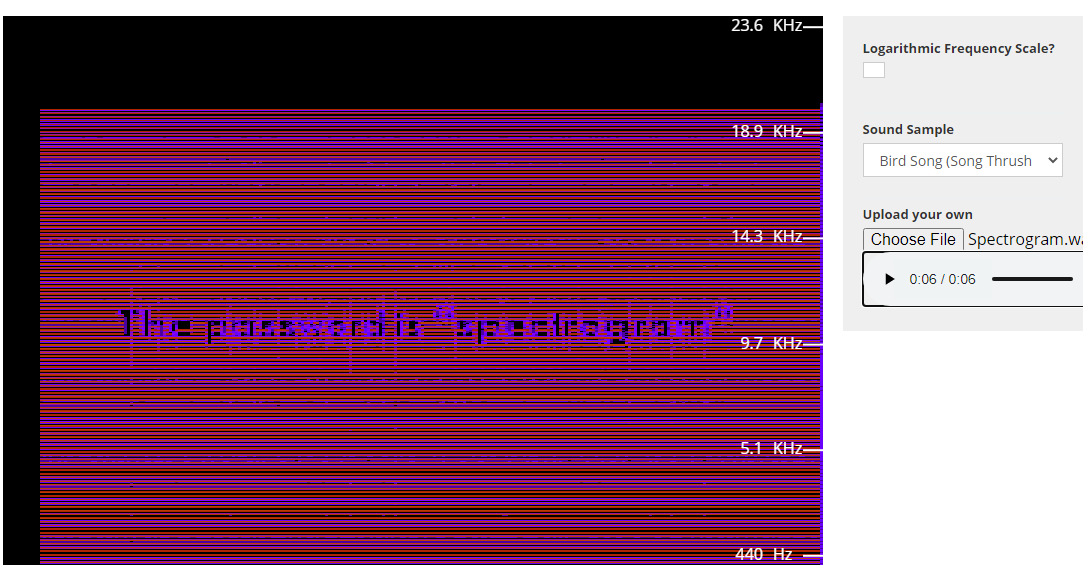 23.6 KHz
18.9 KHz
14.3 KHz
The password is "spectrogram"
9.7 KHz
5.1 KHz
440 Hz
Logarithmic Frequency Scale?
Sound Sample
Bird Song (Song Thrush
Upload your own
Choose File Spectrogram.wa
0:06 / 0:06